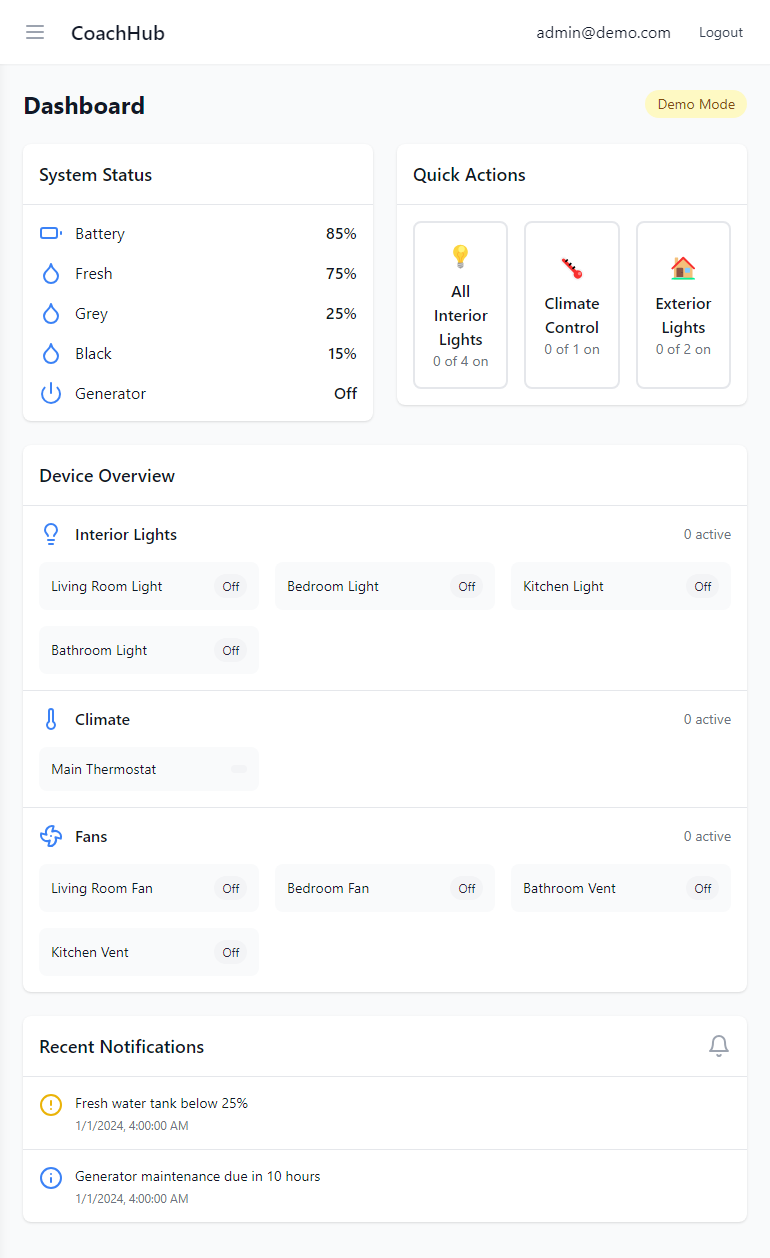 CoachHub
admin@demo.com
Logout
Dashboard
Demo Mode
System Status
Battery 85%
Fresh 75%
Grey 25%
Black 15%
Generator Off
Quick Actions
All
Interior
Lights
0 of 4 on
Climate
Control
0 of 1 on
Exterior
Lights
0 of 2 on
Device Overview
Interior Lights 0 active
Living Room Light Off
Bedroom Light Off
Kitchen Light Off
Bathroom Light Off
Climate 0 active
Main Thermostat
Fans 0 active
Living Room Fan Off
Bedroom Fan Off
Bathroom Vent Off
Kitchen Vent Off
Recent Notifications
Fresh water tank below 25%
1/1/2024, 4:00:00 AM
Generator maintenance due in 10 hours
1/1/2024, 4:00:00 AM